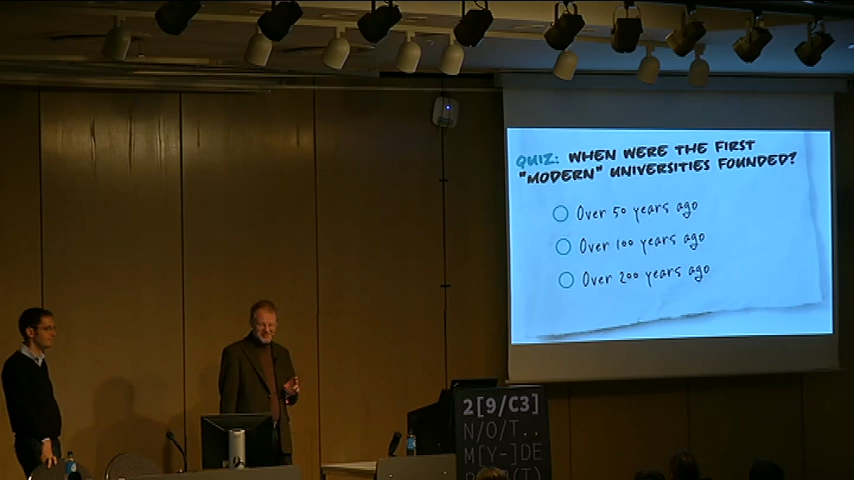 QUIZ: WHEN WERE THE FIRST
"MODERN" UNIVERSITIES FOUNDED?
Over 50 years ago
Over 100 years ago
Over 200 years ago
2[9/C3]
N/O/T..
M[Y-]DE